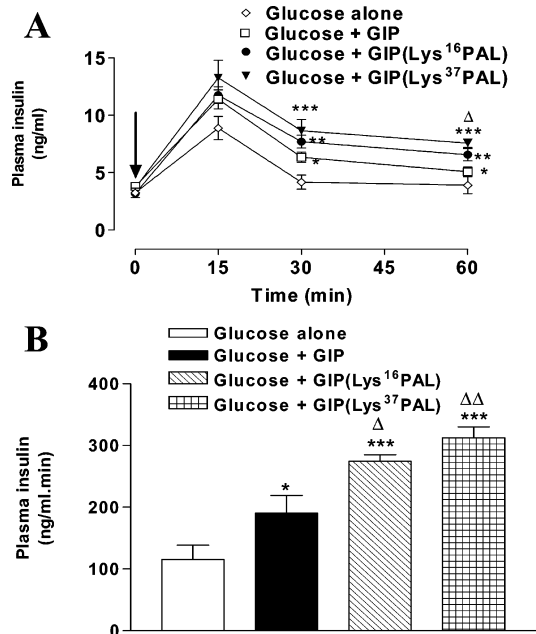 A
Glucose alone
Glucose + GIP
Glucose + GIP(Lys¹⁶PAL)
Glucose + GIP(Lys³⁷PAL)
Plasma insulin
(ng/ml)
15
10
5
0
***
**
*
Δ
***
**
*
0 15 30 45 60
Time (min)
B
Glucose alone
Glucose + GIP
Glucose + GIP(Lys¹⁶PAL)
Glucose + GIP(Lys³⁷PAL)
Plasma insulin
(ng/ml.min)
400
300
200
100
0
*
Δ
***
ΔΔ
***